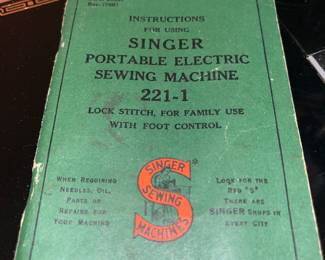 INSTRUCTIONS
FOR USING
SINGER
PORTABLE ELECTRIC
SEWING MACHINE
221-1
LOCK STITCH, FOR FAMILY USE
WITH FOOT CONTROL
WHEN REQUIRING
NEEDLES, OIL,
PARTS OR
REPAIRS FOR
YOUR MACHINE
SINGER
SEWING
MACHINES
LOOK FOR THE
RED "S"
THERE ARE
SINGER SHOPS IN
EVERY CITY